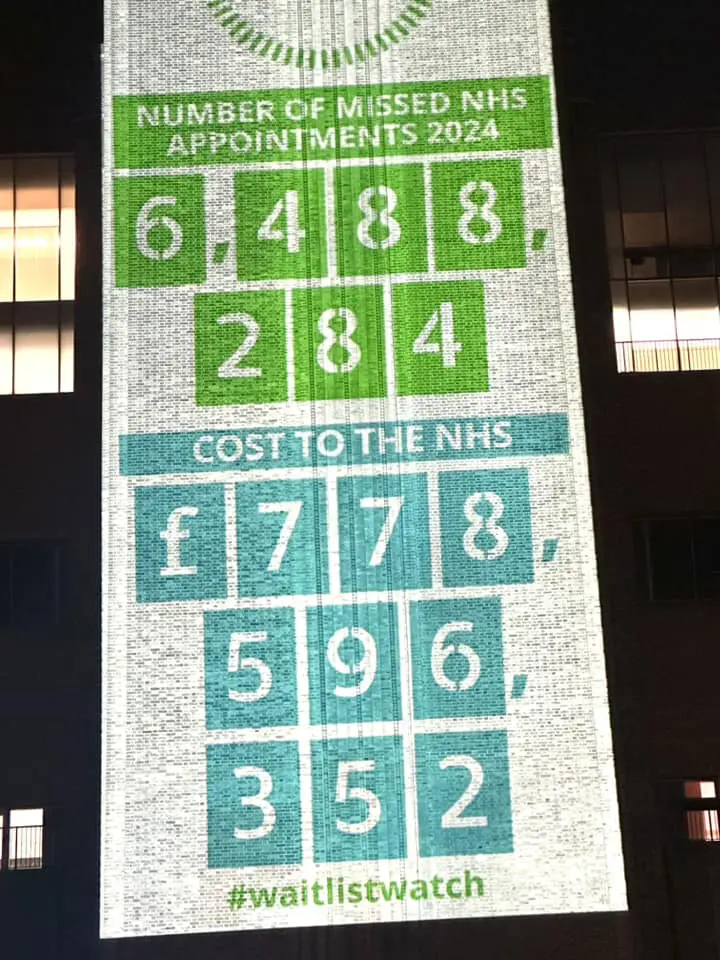 NUMBER OF MISSED NHS
APPOINTMENTS 2024
6,488,
284
COST TO THE NHS
£778,
596,
352
#waitlistwatch